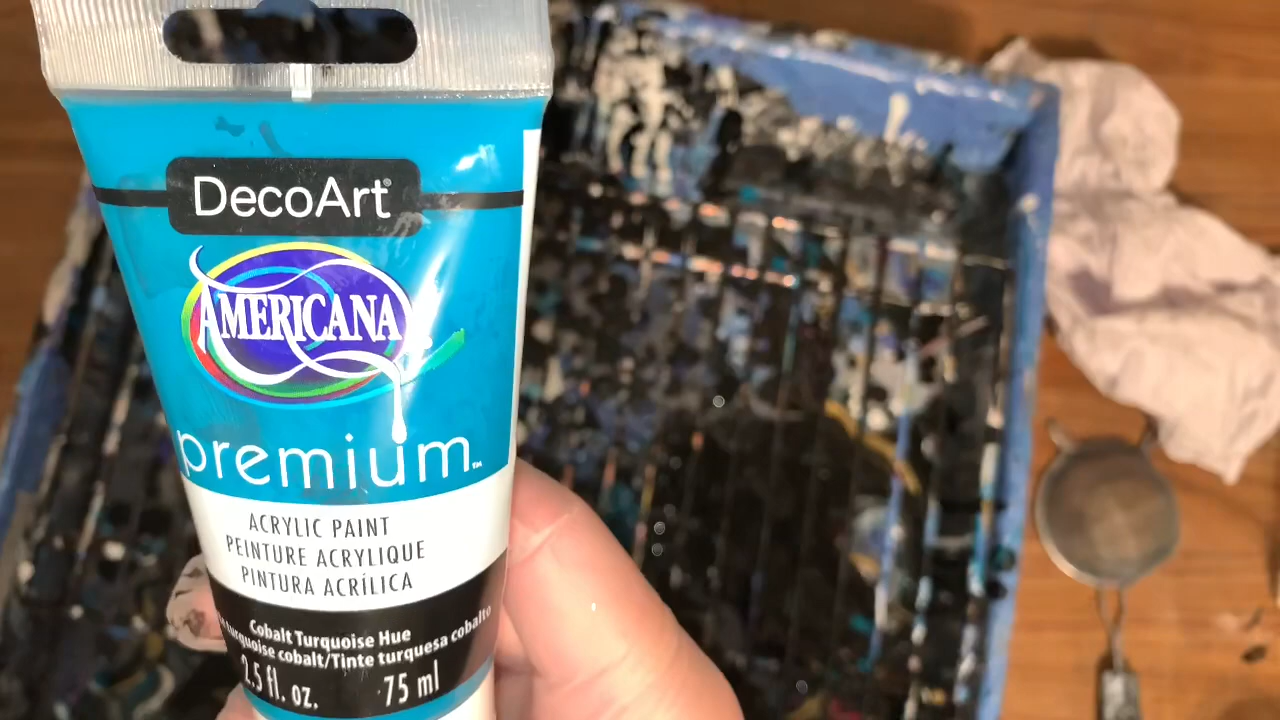 DecoArt®
AMERICANA
premium™
ACRYLIC PAINT
PEINTURE ACRYLIQUE
PINTURA ACRÍLICA
Cobalt Turquoise Hue
turquoise cobalt/Tinte turquesa cobalto
2.5 fl. oz. 75 ml